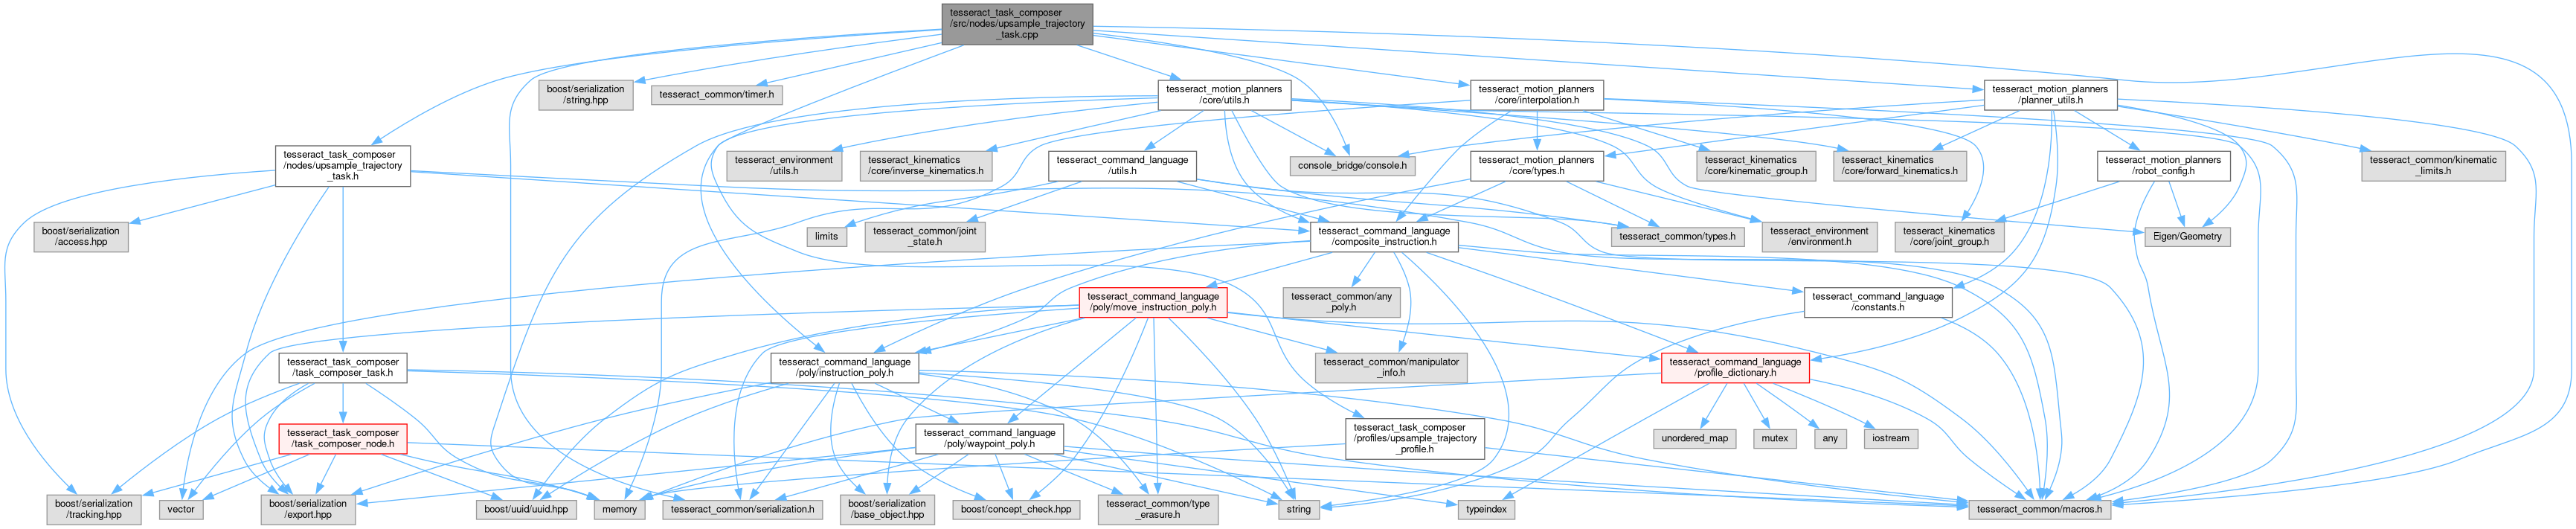 tesseract_task_composer
/src/nodes/upsample_trajectory
_task.cpp
boost/serialization
/string.hpp
tesseract_common/timer.h
tesseract_motion_planners
/core/utils.h
tesseract_motion_planners
/core/interpolation.h
tesseract_motion_planners
/planner_utils.h
tesseract_task_composer
/nodes/upsample_trajectory
_task.h
tesseract_environment
/utils.h
tesseract_kinematics
/core/inverse_kinematics.h
tesseract_command_language
/utils.h
console_bridge/console.h
tesseract_motion_planners
/core/types.h
tesseract_kinematics
/core/kinematic_group.h
tesseract_kinematics
/core/forward_kinematics.h
tesseract_motion_planners
/robot_config.h
tesseract_common/kinematic
_limits.h
boost/serialization
/access.hpp
limits
tesseract_common/joint
_state.h
tesseract_command_language
/composite_instruction.h
tesseract_common/types.h
tesseract_environment
/environment.h
tesseract_kinematics
/core/joint_group.h
Eigen/Geometry
tesseract_command_language
/poly/move_instruction_poly.h
tesseract_common/any
_poly.h
tesseract_command_language
/constants.h
tesseract_task_composer
/task_composer_task.h
tesseract_command_language
/poly/instruction_poly.h
tesseract_common/manipulator
_info.h
tesseract_command_language
/profile_dictionary.h
tesseract_task_composer
/task_composer_node.h
tesseract_command_language
/poly/waypoint_poly.h
tesseract_task_composer
/profiles/upsample_trajectory
_profile.h
unordered_map
mutex
any
iostream
boost/serialization
/tracking.hpp
vector
boost/serialization
/export.hpp
boost/uuid/uuid.hpp
memory
tesseract_common/serialization.h
boost/serialization
/base_object.hpp
boost/concept_check.hpp
tesseract_common/type
_erasure.h
string
typeindex
tesseract_common/macros.h